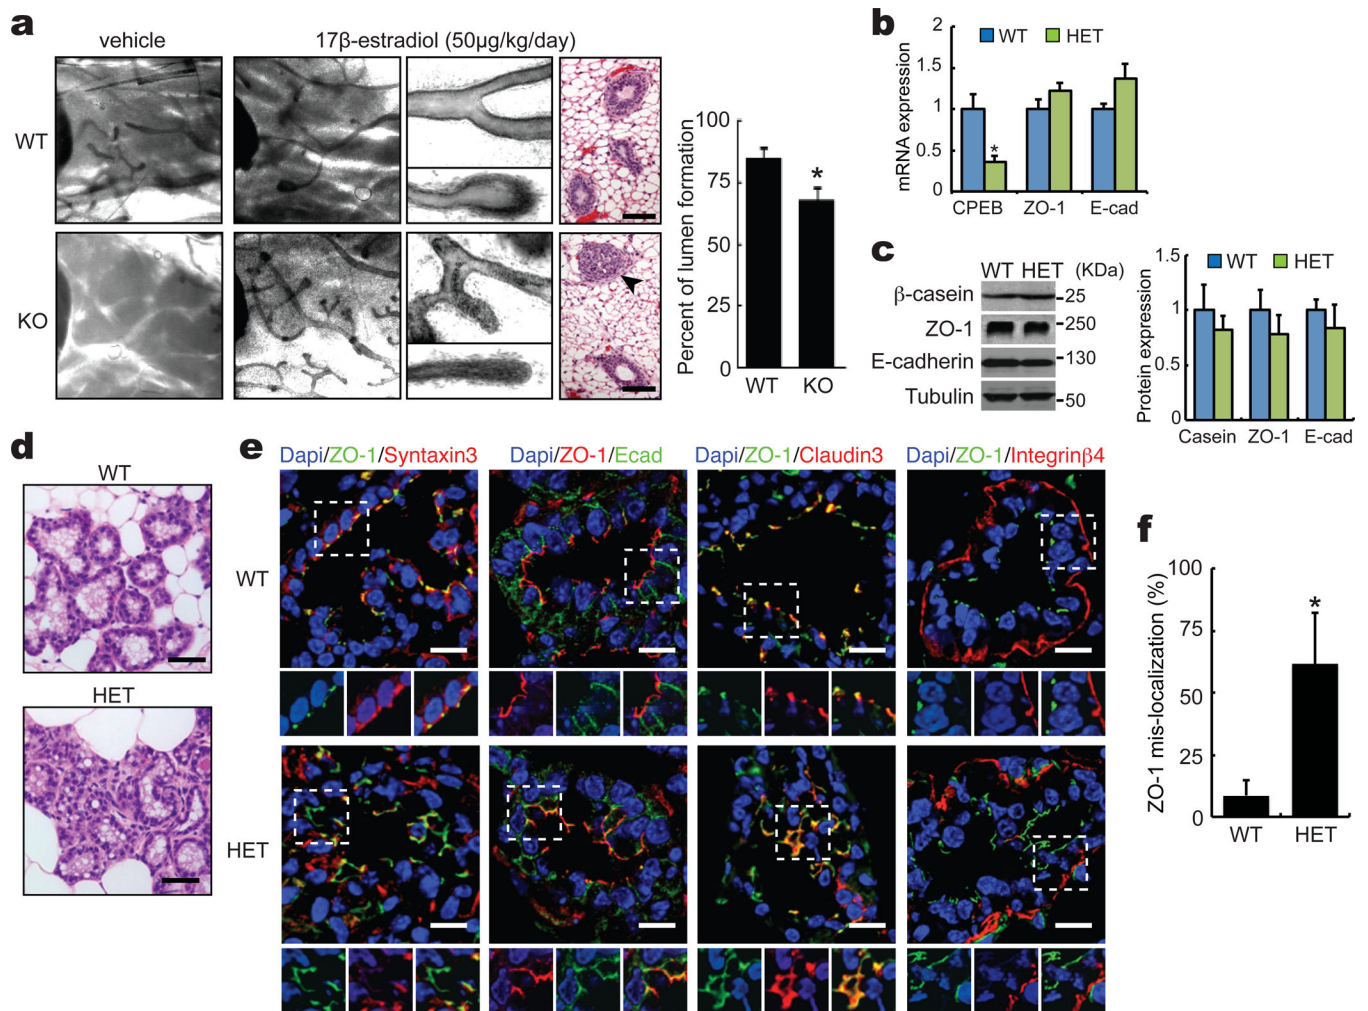 a
vehicle
17β-estradiol (50µg/kg/day)
WT
KO
Percent of lumen formation
100
75
50
25
0
*
WT
KO
b
WT
HET
mRNA expression
2
1.5
1
0.5
0
*
CPEB
ZO-1
E-cad
c
WT HET (KDa)
β-casein
25
ZO-1
250
E-cadherin
130
Tubulin
50
WT
HET
Protein expression
1.5
1
0.5
0
Casein
ZO-1
E-cad
d
WT
HET
e
Dapi/ZO-1/Syntaxin3
Dapi/ZO-1/Ecad
Dapi/ZO-1/Claudin3
Dapi/ZO-1/Integrinβ4
WT
HET
f
ZO-1 mis-localization (%)
100
75
50
25
0
*
WT
HET